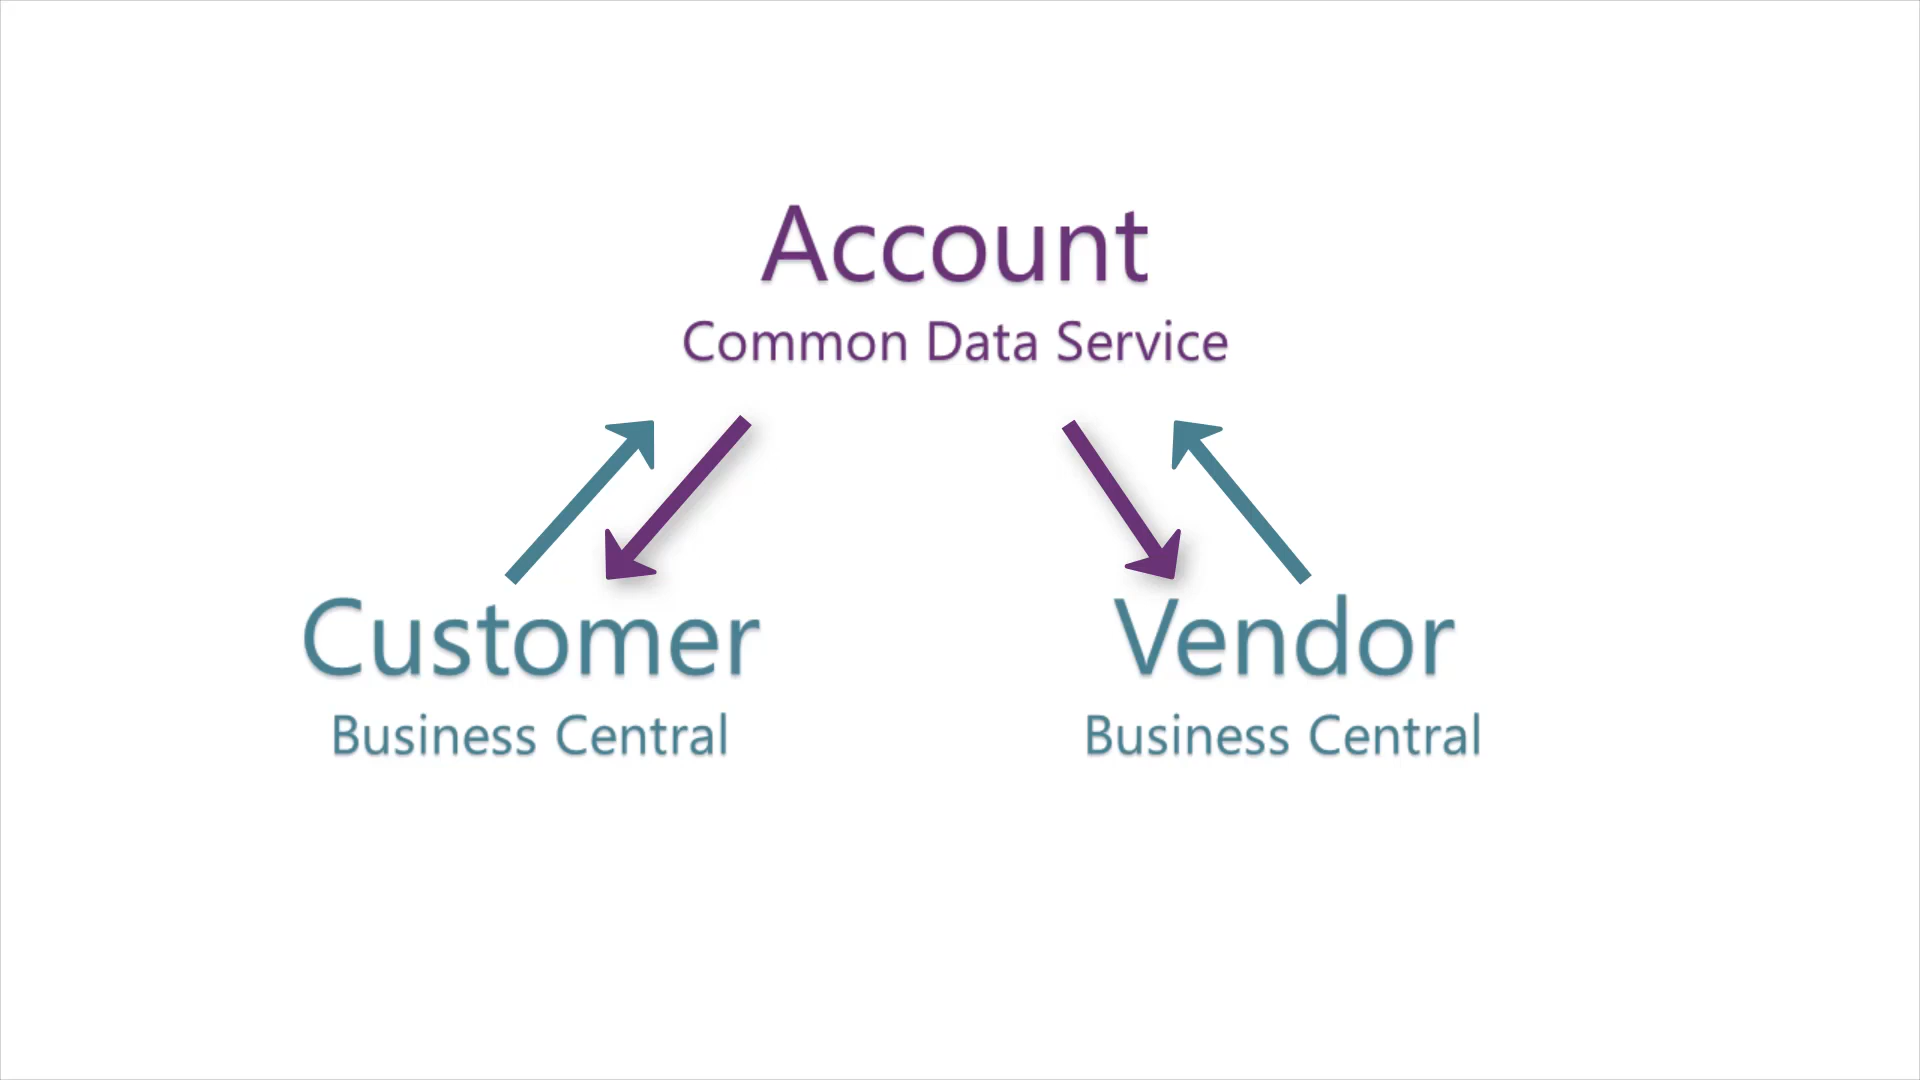 Account
Common Data Service
Customer
Business Central
Vendor
Business Central